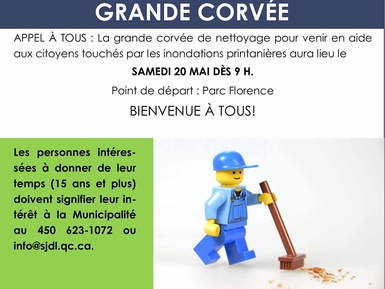 GRANDE CORVÉE
APPEL À TOUS : La grande corvée de nettoyage pour venir en aide
aux citoyens touchés par les inondations printanières aura lieu le
SAMEDI 20 MAI DÈS 9 H.
Point de départ : Parc Florence
BIENVENUE À TOUS!
Les personnes intéres-
sées à donner de leur
temps (15 ans et plus)
doivent signifier leur in-
térêt à la Municipalité
au 450 623-1072 ou
info@sjdl.qc.ca.